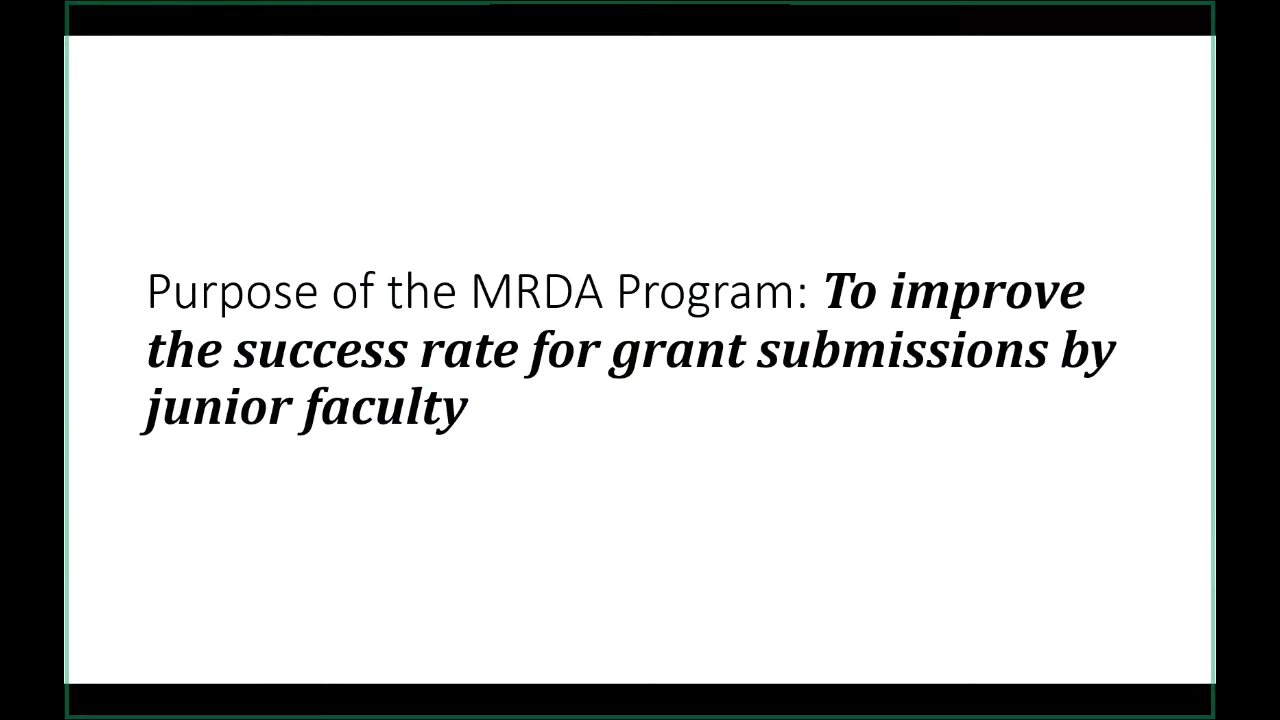 Purpose of the MRDA Program: To improve
the success rate for grant submissions by
junior faculty